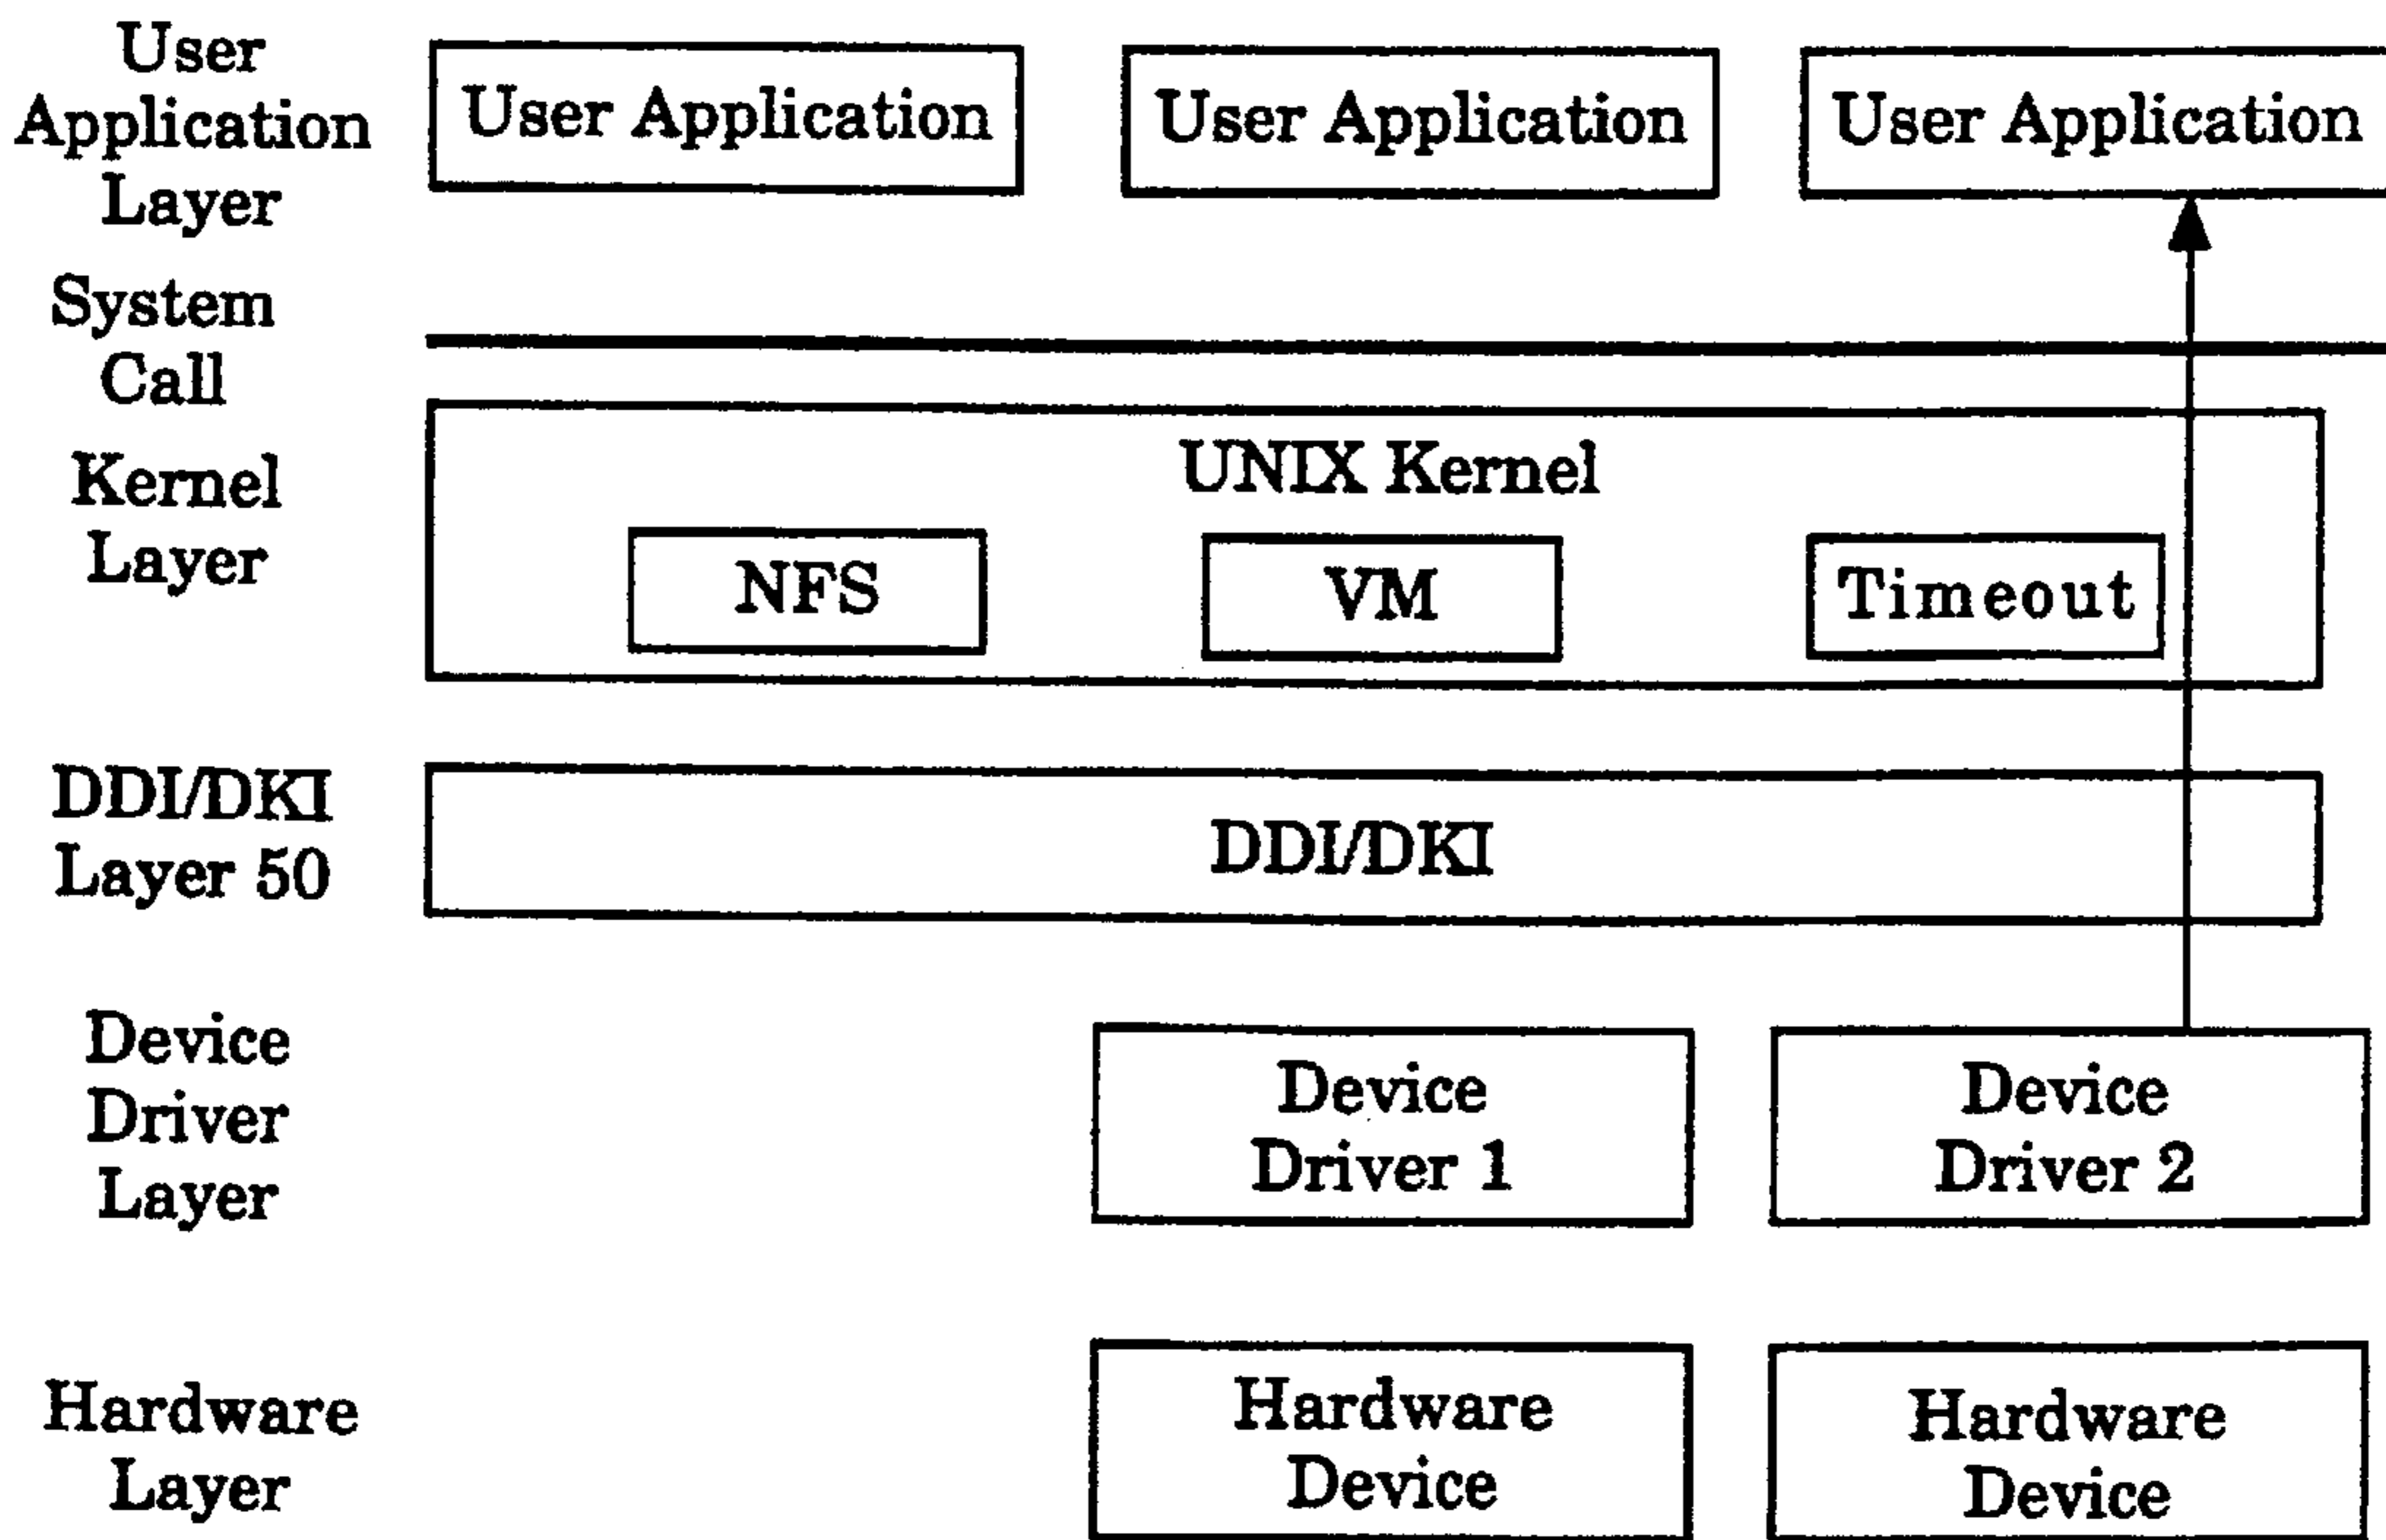 User
Application
Layer
User Application
User Application
User Application
System
Call
Kernel
Layer
UNIX Kernel
NFS
VM
Timeout
DDI/DKI
Layer 50
DDI/DKI
Device
Driver
Layer
Device
Driver 1
Device
Driver 2
Hardware
Layer
Hardware
Device
Hardware
Device